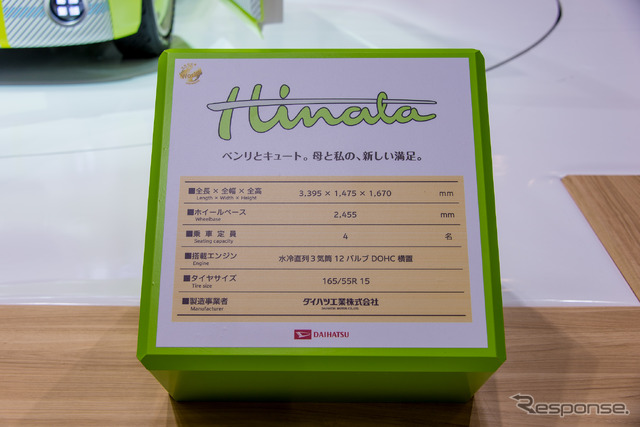 Hinata
ベンリとキュート。母と私の、新しい満足。
■全長 × 全幅 × 全高 3,395 × 1,475 × 1,670 mm
Length × Width × Height
■ホイールベース 2,455 mm
Wheelbase
■乗車定員 4 名
Seating capacity
■搭載エンジン 水冷直列3気筒 12バルブ DOHC 横置
Engine
■タイヤサイズ 165/55R 15
Tire size
■製造事業者 ダイハツ工業株式会社
Manufacturer
DAIHATSU
Response.